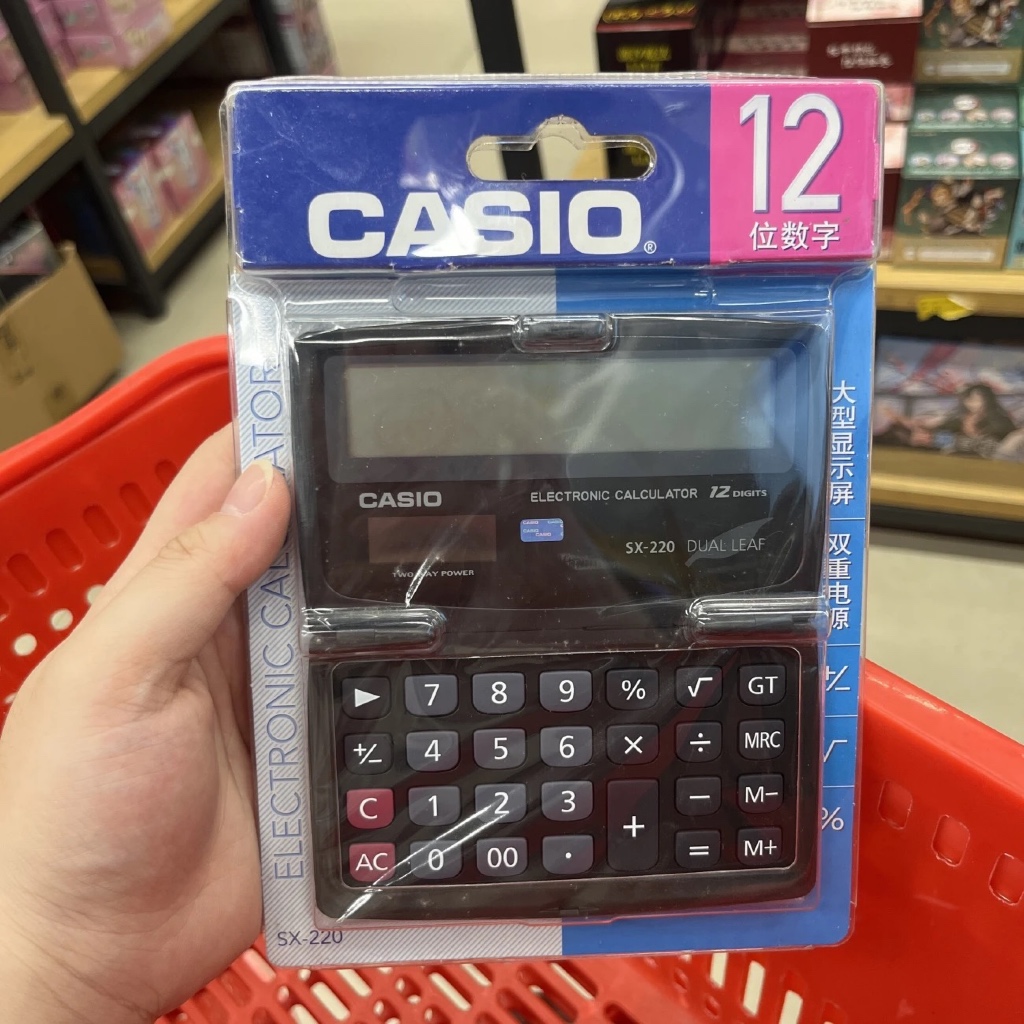 CASIO®
12
位数字
ELECTRONIC CALCULATOR
大型显示屏
双重电源
+/-
√
%
CASIO
ELECTRONIC CALCULATOR 12 DIGITS
SX-220 DUAL LEAF
TWO WAY POWER
▶ 7 8 9 % √ GT
+/- 4 5 6 × ÷ MRC
C 1 2 3 + − M−
AC 0 00 · = M+
SX-220